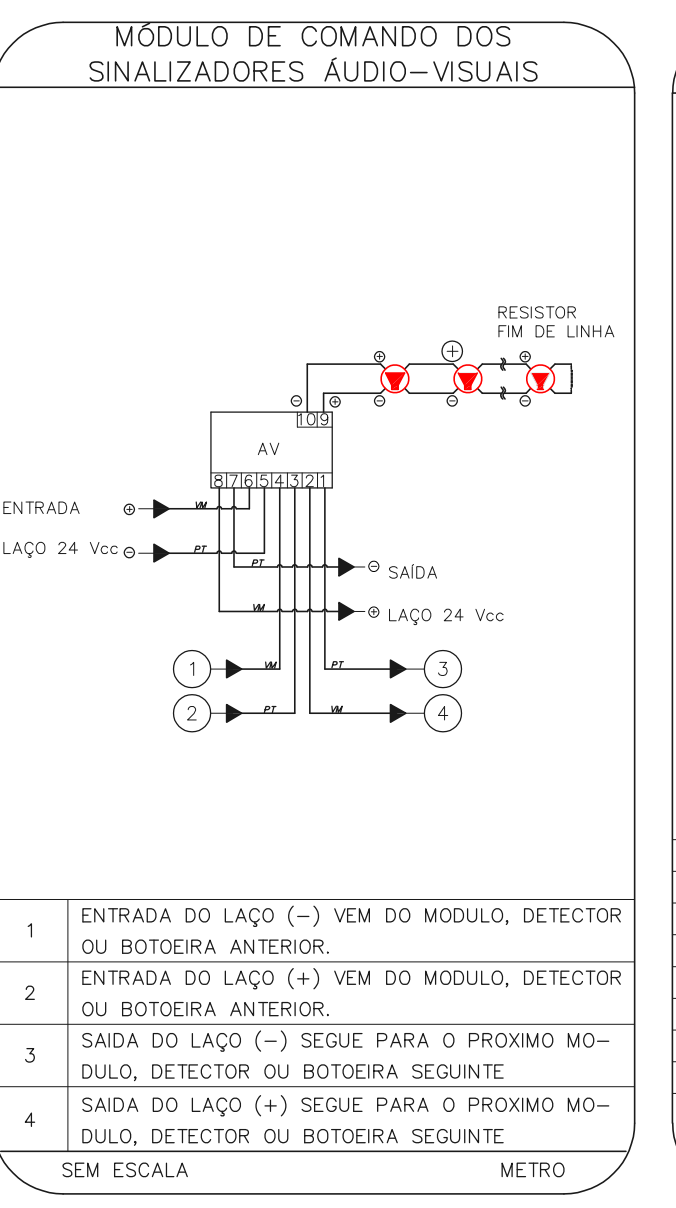 MÓDULO DE COMANDO DOS
SINALIZADORES ÁUDIO–VISUAIS
RESISTOR
FIM DE LINHA
+ + +
– – –
– +
10 9
AV
8 7 6 5 4 3 2 1
ENTRADA + VM
LAÇO 24 Vcc – PT
PT – SAÍDA
VM + LAÇO 24 Vcc
1 VM PT 3
2 PT VM 4
1 ENTRADA DO LAÇO (–) VEM DO MODULO, DETECTOR
OU BOTOEIRA ANTERIOR.
2 ENTRADA DO LAÇO (+) VEM DO MODULO, DETECTOR
OU BOTOEIRA ANTERIOR.
3 SAIDA DO LAÇO (–) SEGUE PARA O PROXIMO MO–
DULO, DETECTOR OU BOTOEIRA SEGUINTE
4 SAIDA DO LAÇO (+) SEGUE PARA O PROXIMO MO–
DULO, DETECTOR OU BOTOEIRA SEGUINTE
SEM ESCALA METRO